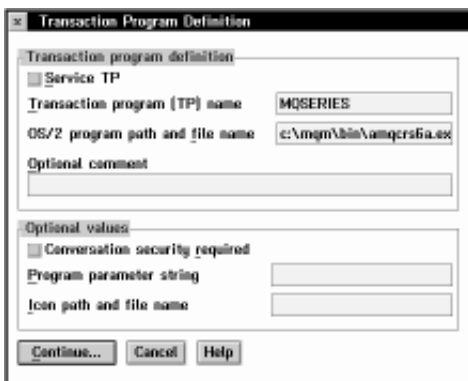 Transaction Program Definition
Transaction program definition
Service TP
Transaction program (TP) name MQSERIES
OS/2 program path and file name c:\mqm\bin\amqcrs6a.ex
Optional comment
Optional values
Conversation security required
Program parameter string
Icon path and file name
Continue... Cancel Help